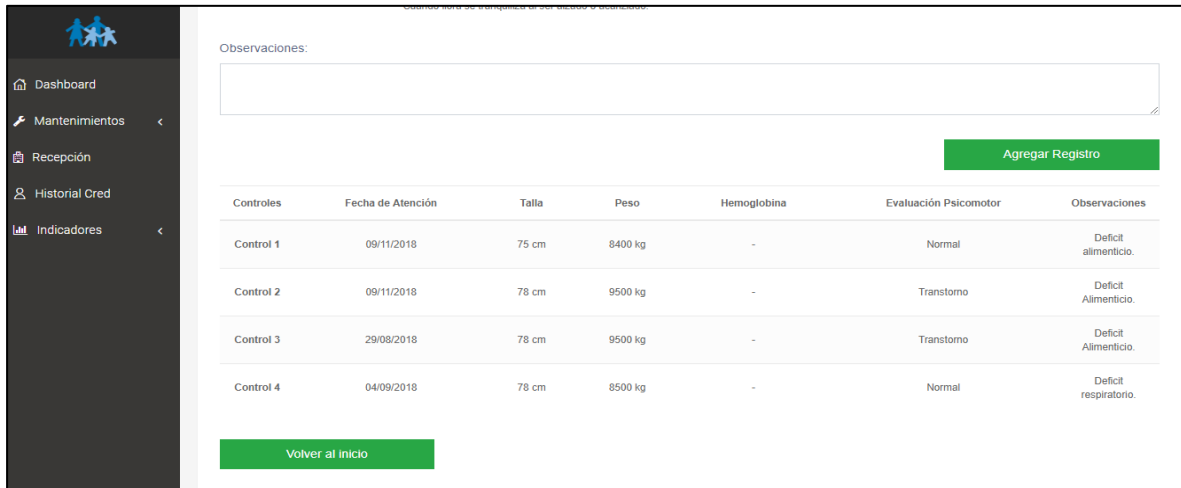 Observaciones:
Dashboard
Mantenimientos
Recepción
Historial Cred
Indicadores
Agregar Registro
Controles Fecha de Atención Talla Peso Hemoglobina Evaluación Psicomotor Observaciones
Control 1 09/11/2018 75 cm 8400 kg - Normal Deficit
alimenticio.
Control 2 09/11/2018 78 cm 9500 kg - Transtorno Deficit
Alimenticio.
Control 3 29/08/2018 78 cm 9500 kg - Transtorno Deficit
Alimenticio.
Control 4 04/09/2018 78 cm 8500 kg - Normal Deficit
respiratorio.
Volver al inicio